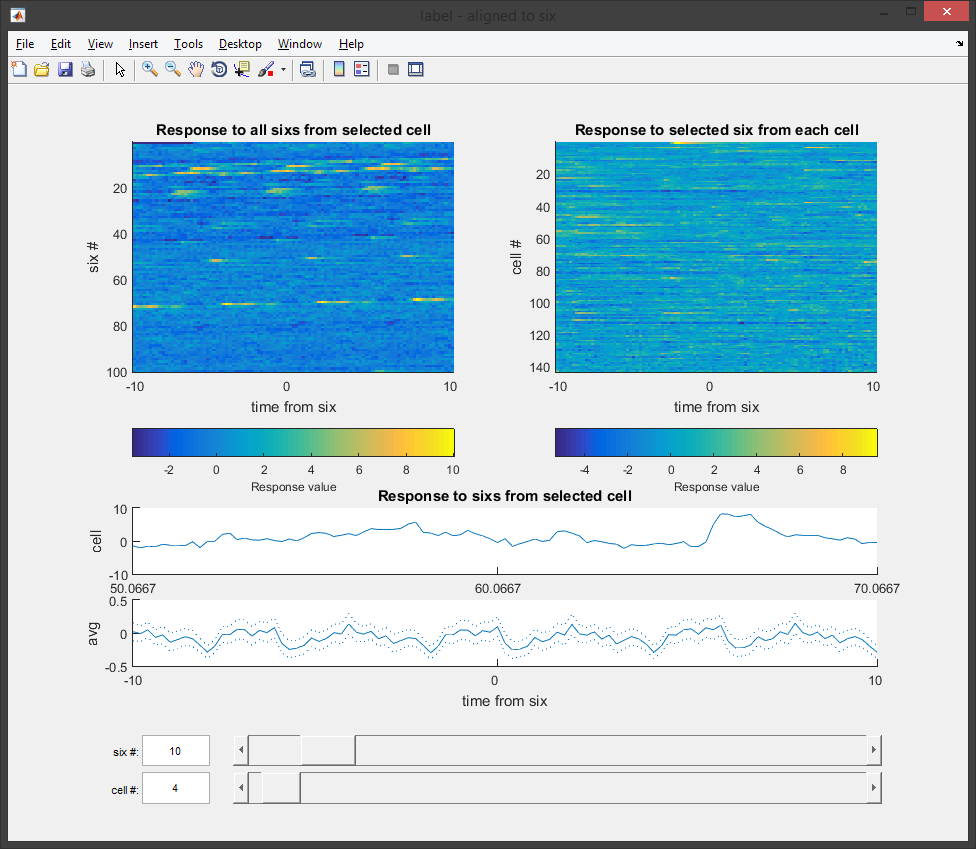 label - aligned to six
File Edit View Insert Tools Desktop Window Help
Response to all sixs from selected cell
Response to selected six from each cell
20
40
60
80
100
six #
-10 0 10
time from six
20
40
60
80
100
120
140
cell #
-10 0 10
time from six
-2 0 2 4 6 8 10
Response value
-4 -2 0 2 4 6 8
Response value
Response to sixs from selected cell
10
0
-10
cell
50.0667 60.0667 70.0667
0.5
0
-0.5
avg
-10 0 10
time from six
six #: 10
cell #: 4